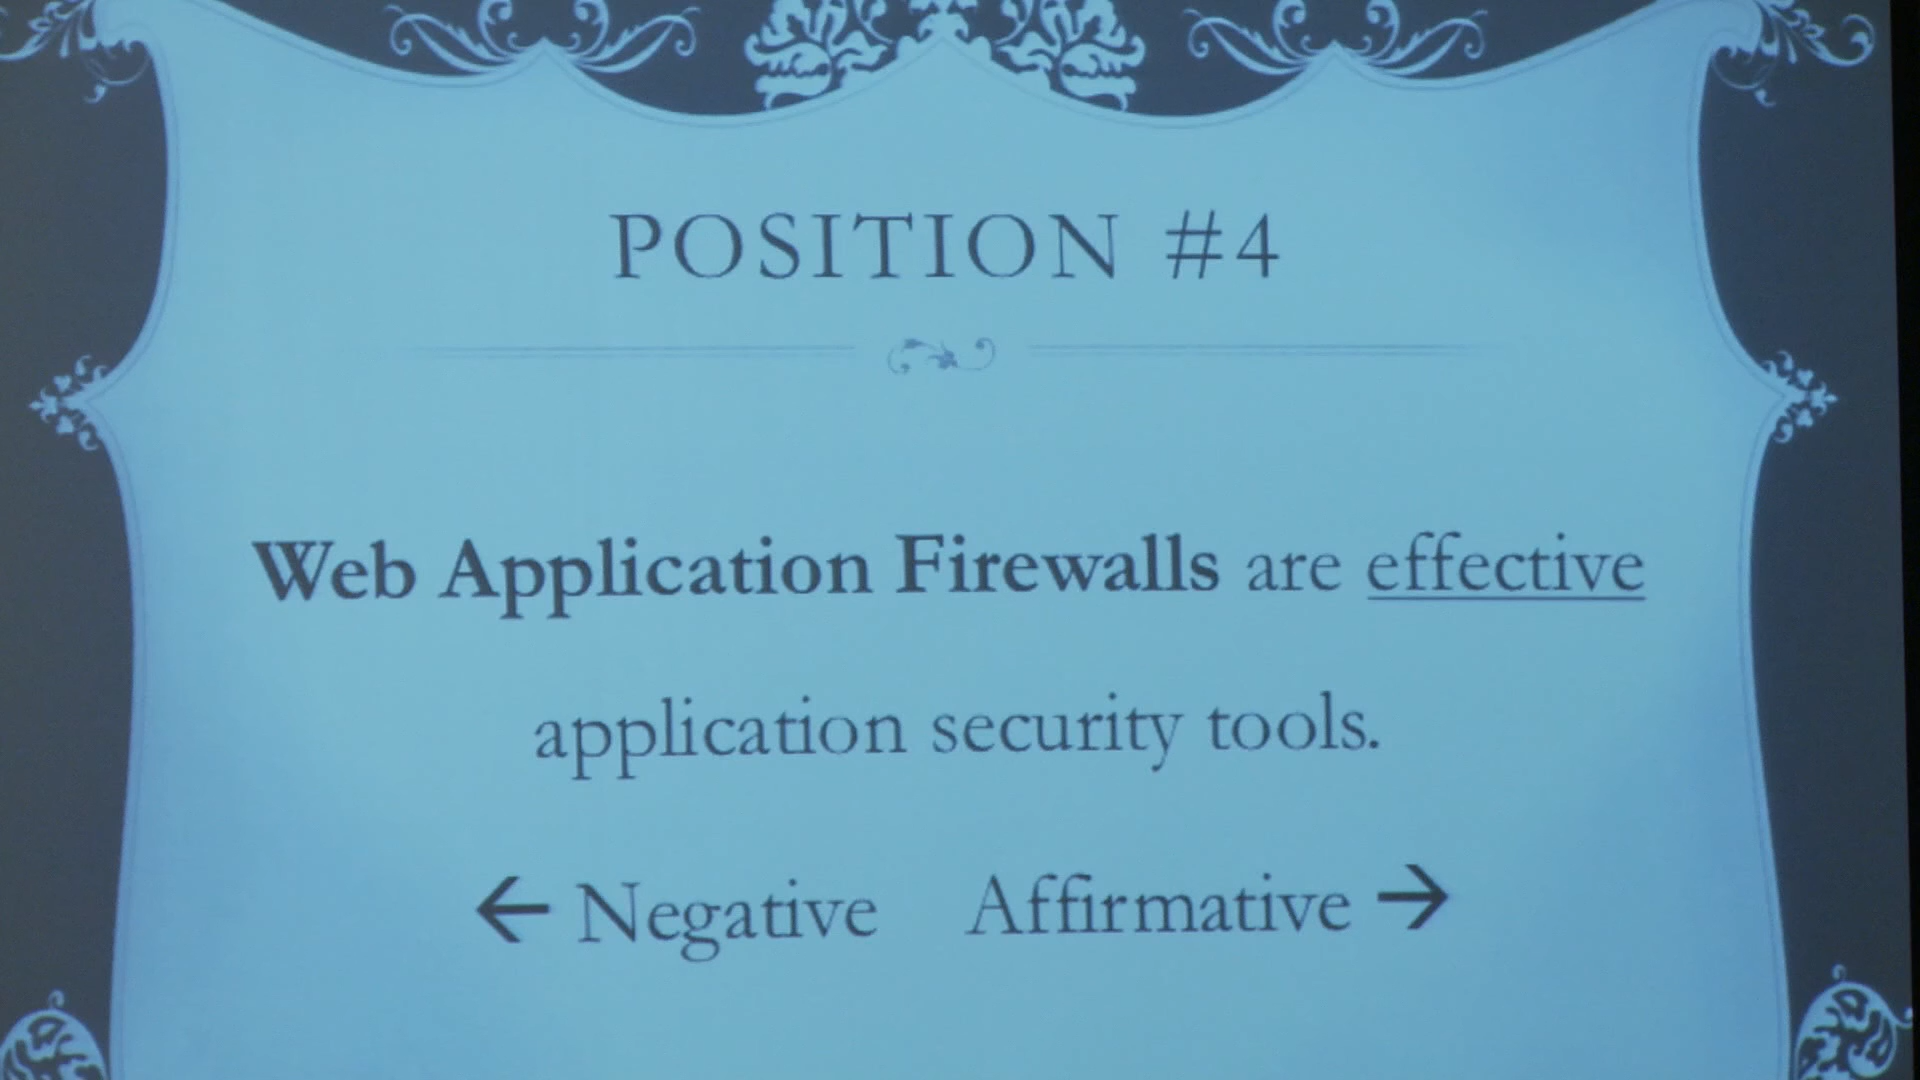 POSITION #4
Web Application Firewalls are effective
application security tools.
← Negative Affirmative →